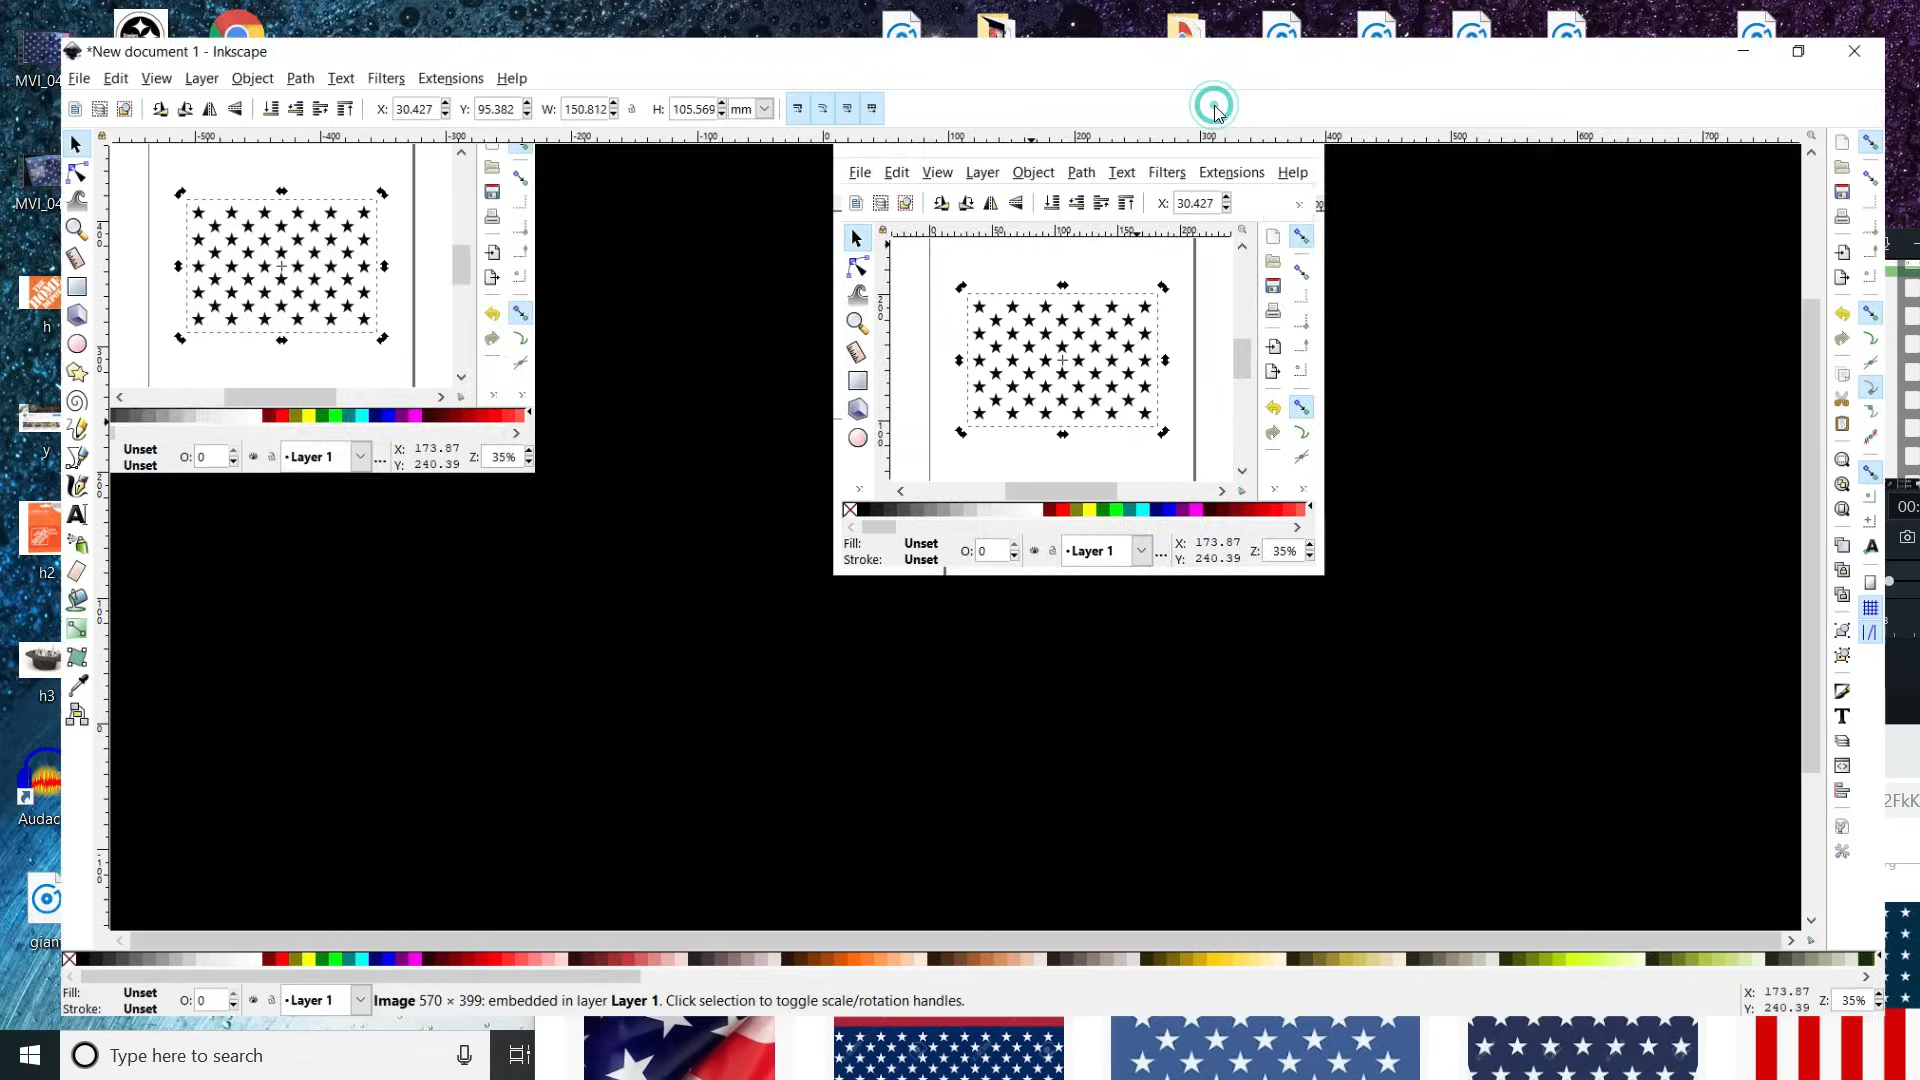 *New document 1 - Inkscape
File Edit View Layer Object Path Text Filters Extensions Help
X: 30.427 Y: 95.382 W: 150.812 H: 105.569 mm
-500 -400 -300 -200 -100 0 100 200 300 400 500 600 700
File Edit View Layer Object Path Text Filters Extensions Help
X: 30.427
0 50 100 150 200
Unset
Unset
O: 0
Layer 1
X: 173.87
Y: 240.39
Z: 35%
Fill: Unset
Stroke: Unset
O: 0
Layer 1
X: 173.87
Y: 240.39
Z: 35%
MVI_04
MVI_04
THE HOME DEPOT
h
y
h2
h3
Audac
gian
00:
2FkK
Fill: Unset
Stroke: Unset
O: 0
Layer 1
Image 570 × 399: embedded in layer Layer 1. Click selection to toggle scale/rotation handles.
X: 173.87
Y: 240.39
Z: 35%
Type here to search